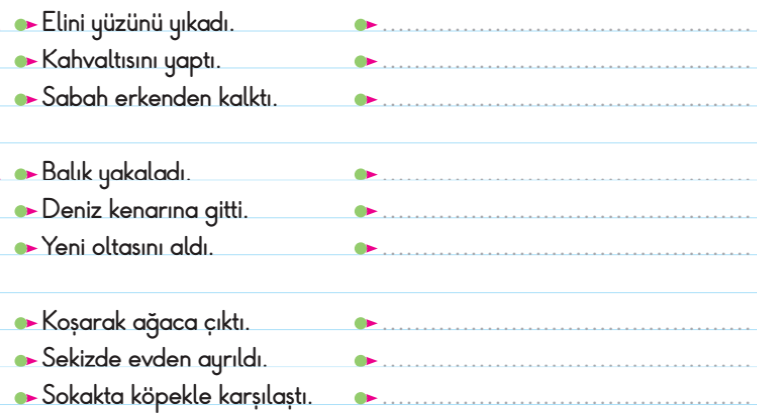 Elini yüzünü yıkadı.
Kahvaltısını yaptı.
Sabah erkenden kalktı.
Balık yakaladı.
Deniz kenarına gitti.
Yeni oltasını aldı.
Koşarak ağaca çıktı.
Sekizde evden ayrıldı.
Sokakta köpekle karşılaştı.